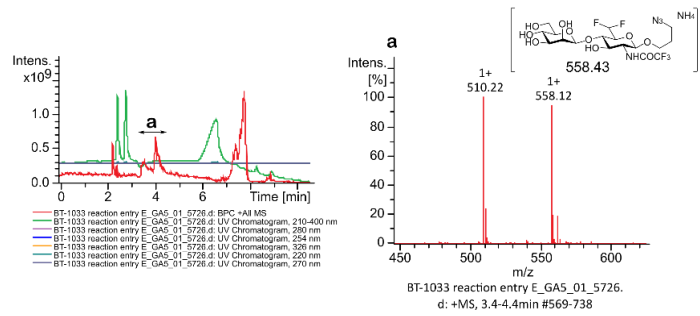 Intens.
x10⁹
1.0
0.5
0.0
0
2
4
6
8
Time [min]
a
BT-1033 reaction entry E_GA5_01_5726.d: BPC +All MS
BT-1033 reaction entry E_GA5_01_5726.d: UV Chromatogram, 210-400 nm
BT-1033 reaction entry E_GA5_01_5726.d: UV Chromatogram, 280 nm
BT-1033 reaction entry E_GA5_01_5726.d: UV Chromatogram, 254 nm
BT-1033 reaction entry E_GA5_01_5726.d: UV Chromatogram, 326 nm
BT-1033 reaction entry E_GA5_01_5726.d: UV Chromatogram, 220 nm
BT-1033 reaction entry E_GA5_01_5726.d: UV Chromatogram, 270 nm
a
Intens.
[%]
100
80
60
40
20
0
450
500
550
600
m/z
1+
510.22
1+
558.12
HO OH
HO
HO
O
O
F F
O
HO
NHCOCF₃
O
N₃
NH₄
558.43
BT-1033 reaction entry E_GA5_01_5726.
d: +MS, 3.4-4.4min #569-738